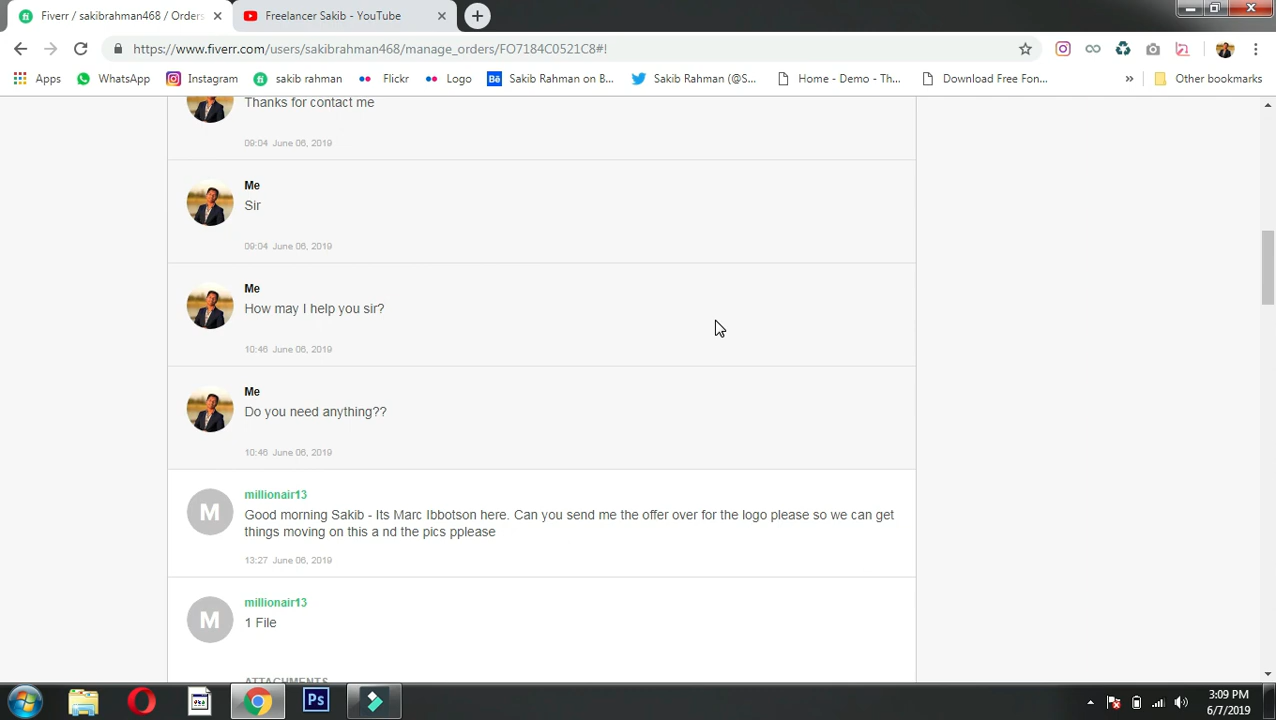 Fiverr / sakibrahman468 / Orders
Freelancer Sakib - YouTube
https://www.fiverr.com/users/sakibrahman468/manage_orders/FO7184C0521C8#!
Apps WhatsApp Instagram sakib rahman Flickr Logo Sakib Rahman on B... Sakib Rahman (@S... Home - Demo - Th... Download Free Fon... » Other bookmarks
Thanks for contact me
09:04 June 06, 2019
Me
Sir
09:04 June 06, 2019
Me
How may I help you sir?
10:46 June 06, 2019
Me
Do you need anything??
10:46 June 06, 2019
M
millionair13
Good morning Sakib - Its Marc Ibbotson here. Can you send me the offer over for the logo please so we can get
things moving on this a nd the pics pplease
13:27 June 06, 2019
M
millionair13
1 File
ATTACHMENTS
Ps
3:09 PM
6/7/2019